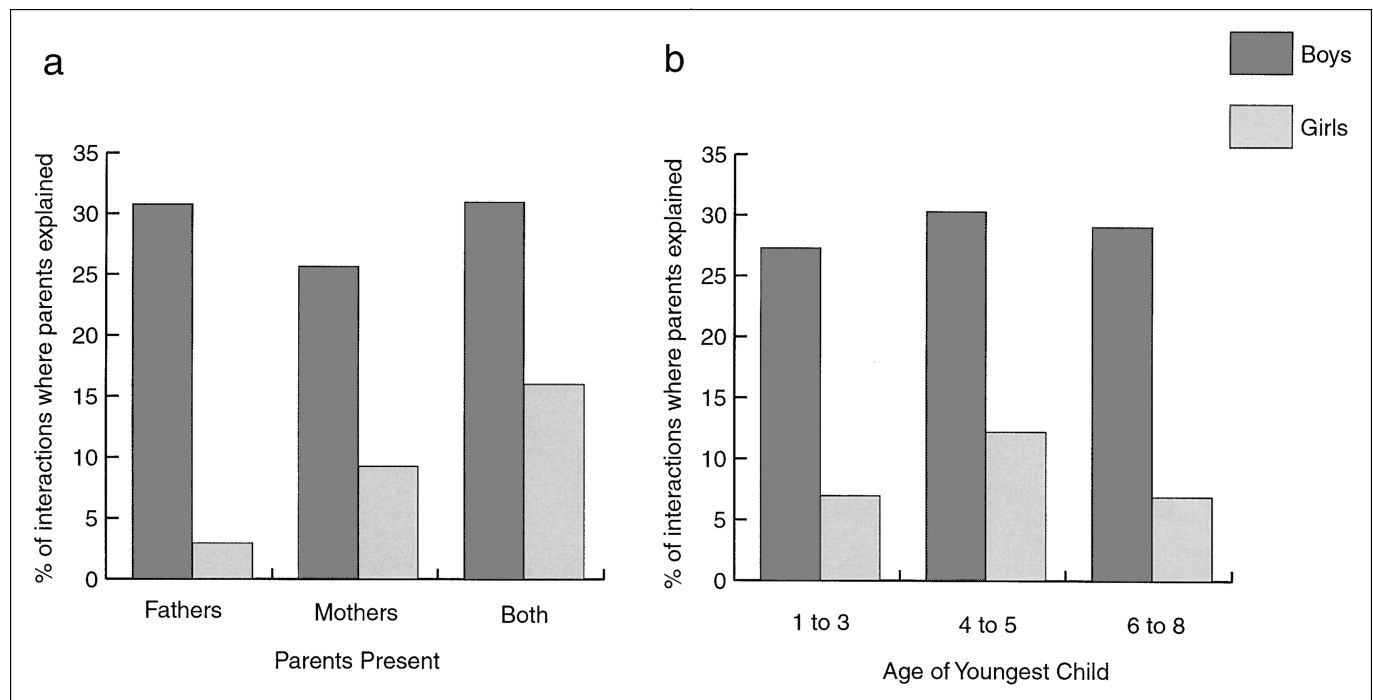 a
% of interactions where parents explained
35
30
25
20
15
10
5
0
Fathers Mothers Both
Parents Present
b
% of interactions where parents explained
35
30
25
20
15
10
5
0
1 to 3 4 to 5 6 to 8
Age of Youngest Child
Boys
Girls